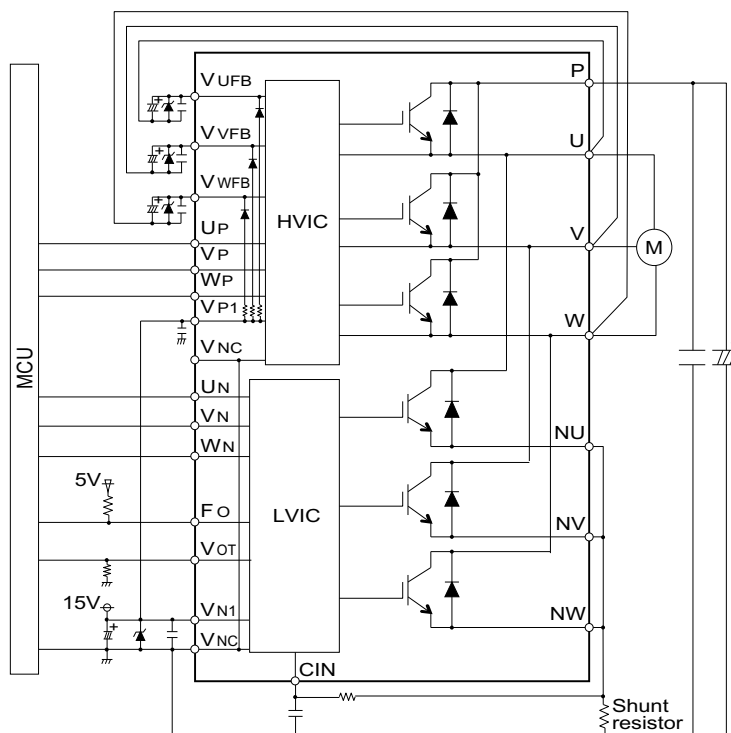 VUFB
P
VVFB
U
VWFB
UP
HVIC
VP
V
M
WP
VP1
W
MCU
VNC
UN
VN
NU
WN
5V
FO
LVIC
NV
VOT
15V
VN1
NW
VNC
CIN
Shunt
resistor
+
+
+
+